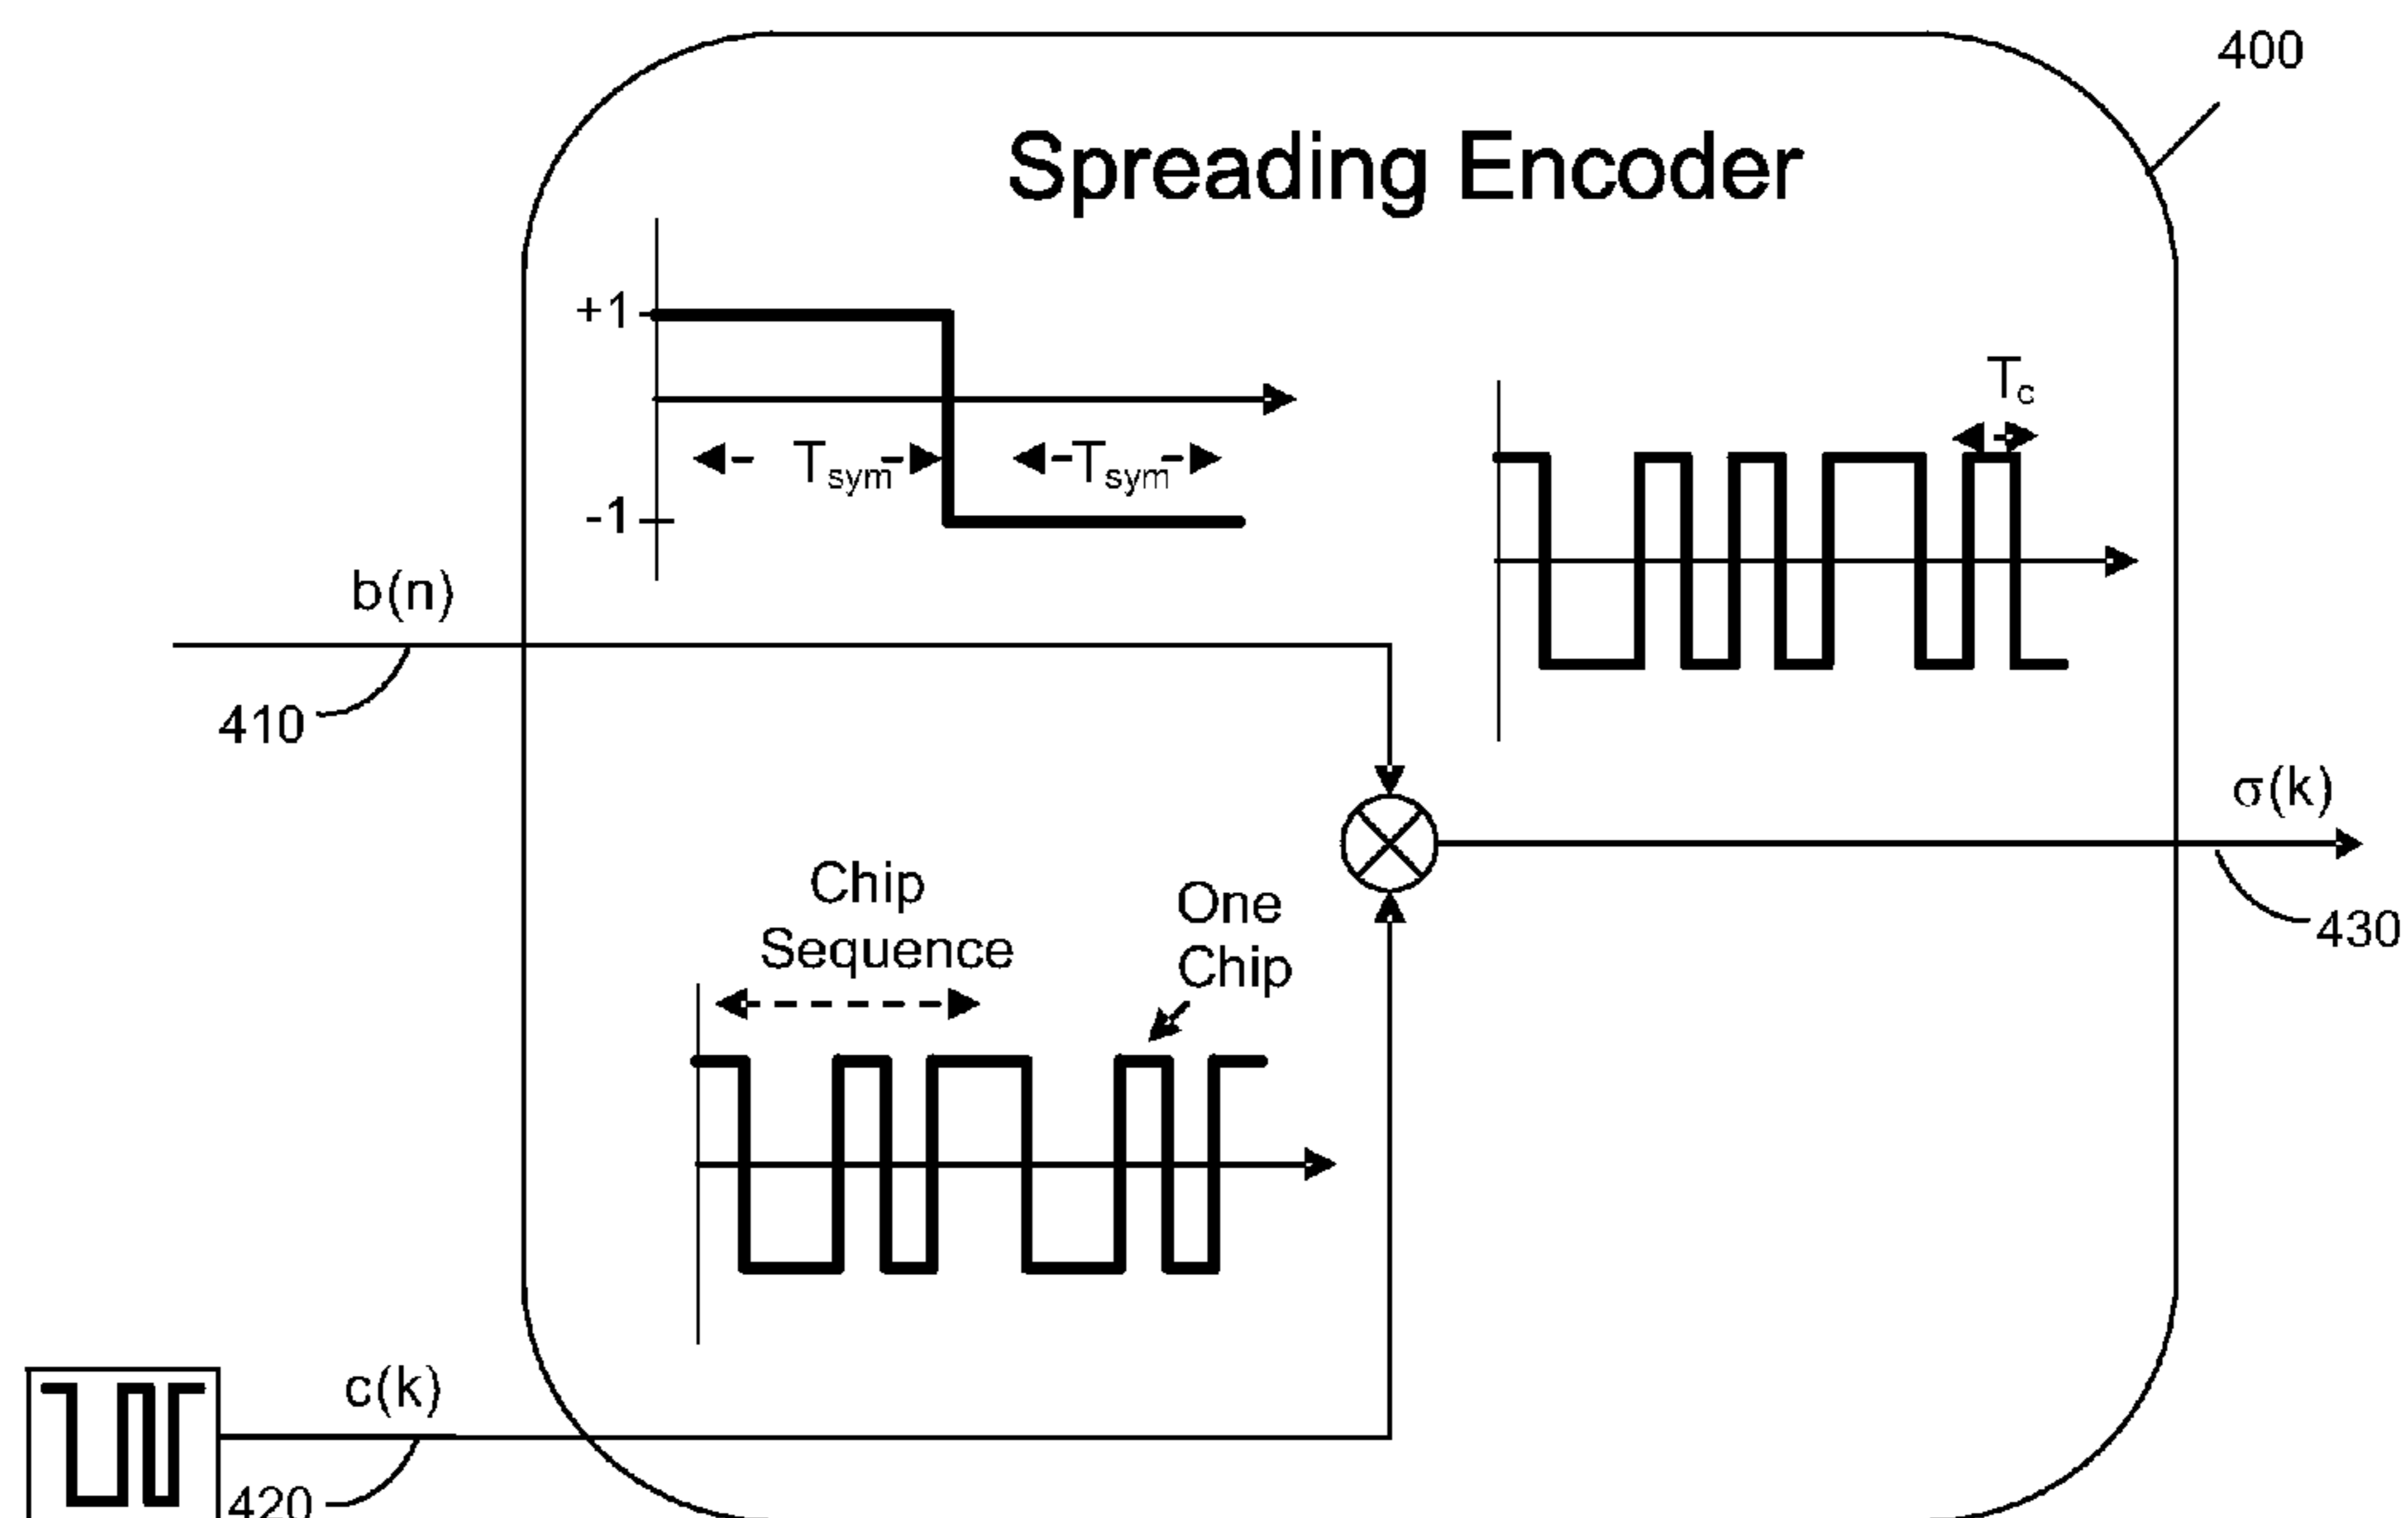 400
Spreading Encoder
+1
Tc
Tsym
Tsym
-1
b(n)
410
σ(k)
Chip
Sequence
One
Chip
430
c(k)
420